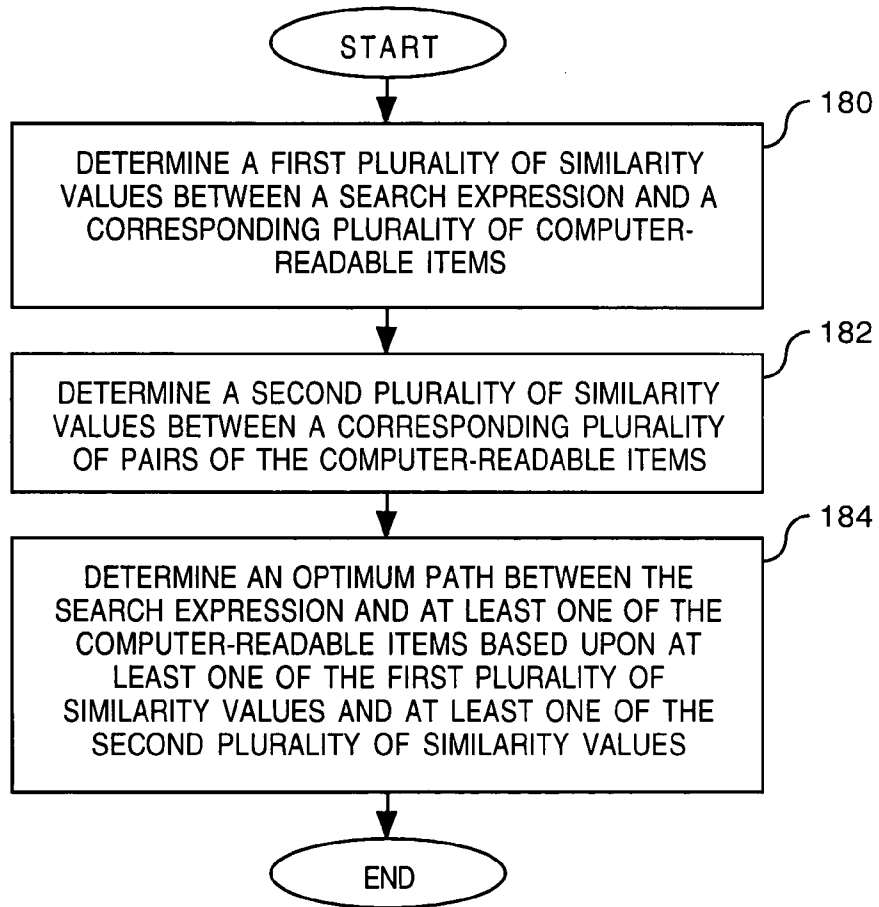 START
180
DETERMINE A FIRST PLURALITY OF SIMILARITY
VALUES BETWEEN A SEARCH EXPRESSION AND A
CORRESPONDING PLURALITY OF COMPUTER-
READABLE ITEMS
182
DETERMINE A SECOND PLURALITY OF SIMILARITY
VALUES BETWEEN A CORRESPONDING PLURALITY
OF PAIRS OF THE COMPUTER-READABLE ITEMS
184
DETERMINE AN OPTIMUM PATH BETWEEN THE
SEARCH EXPRESSION AND AT LEAST ONE OF THE
COMPUTER-READABLE ITEMS BASED UPON AT
LEAST ONE OF THE FIRST PLURALITY OF
SIMILARITY VALUES AND AT LEAST ONE OF THE
SECOND PLURALITY OF SIMILARITY VALUES
END